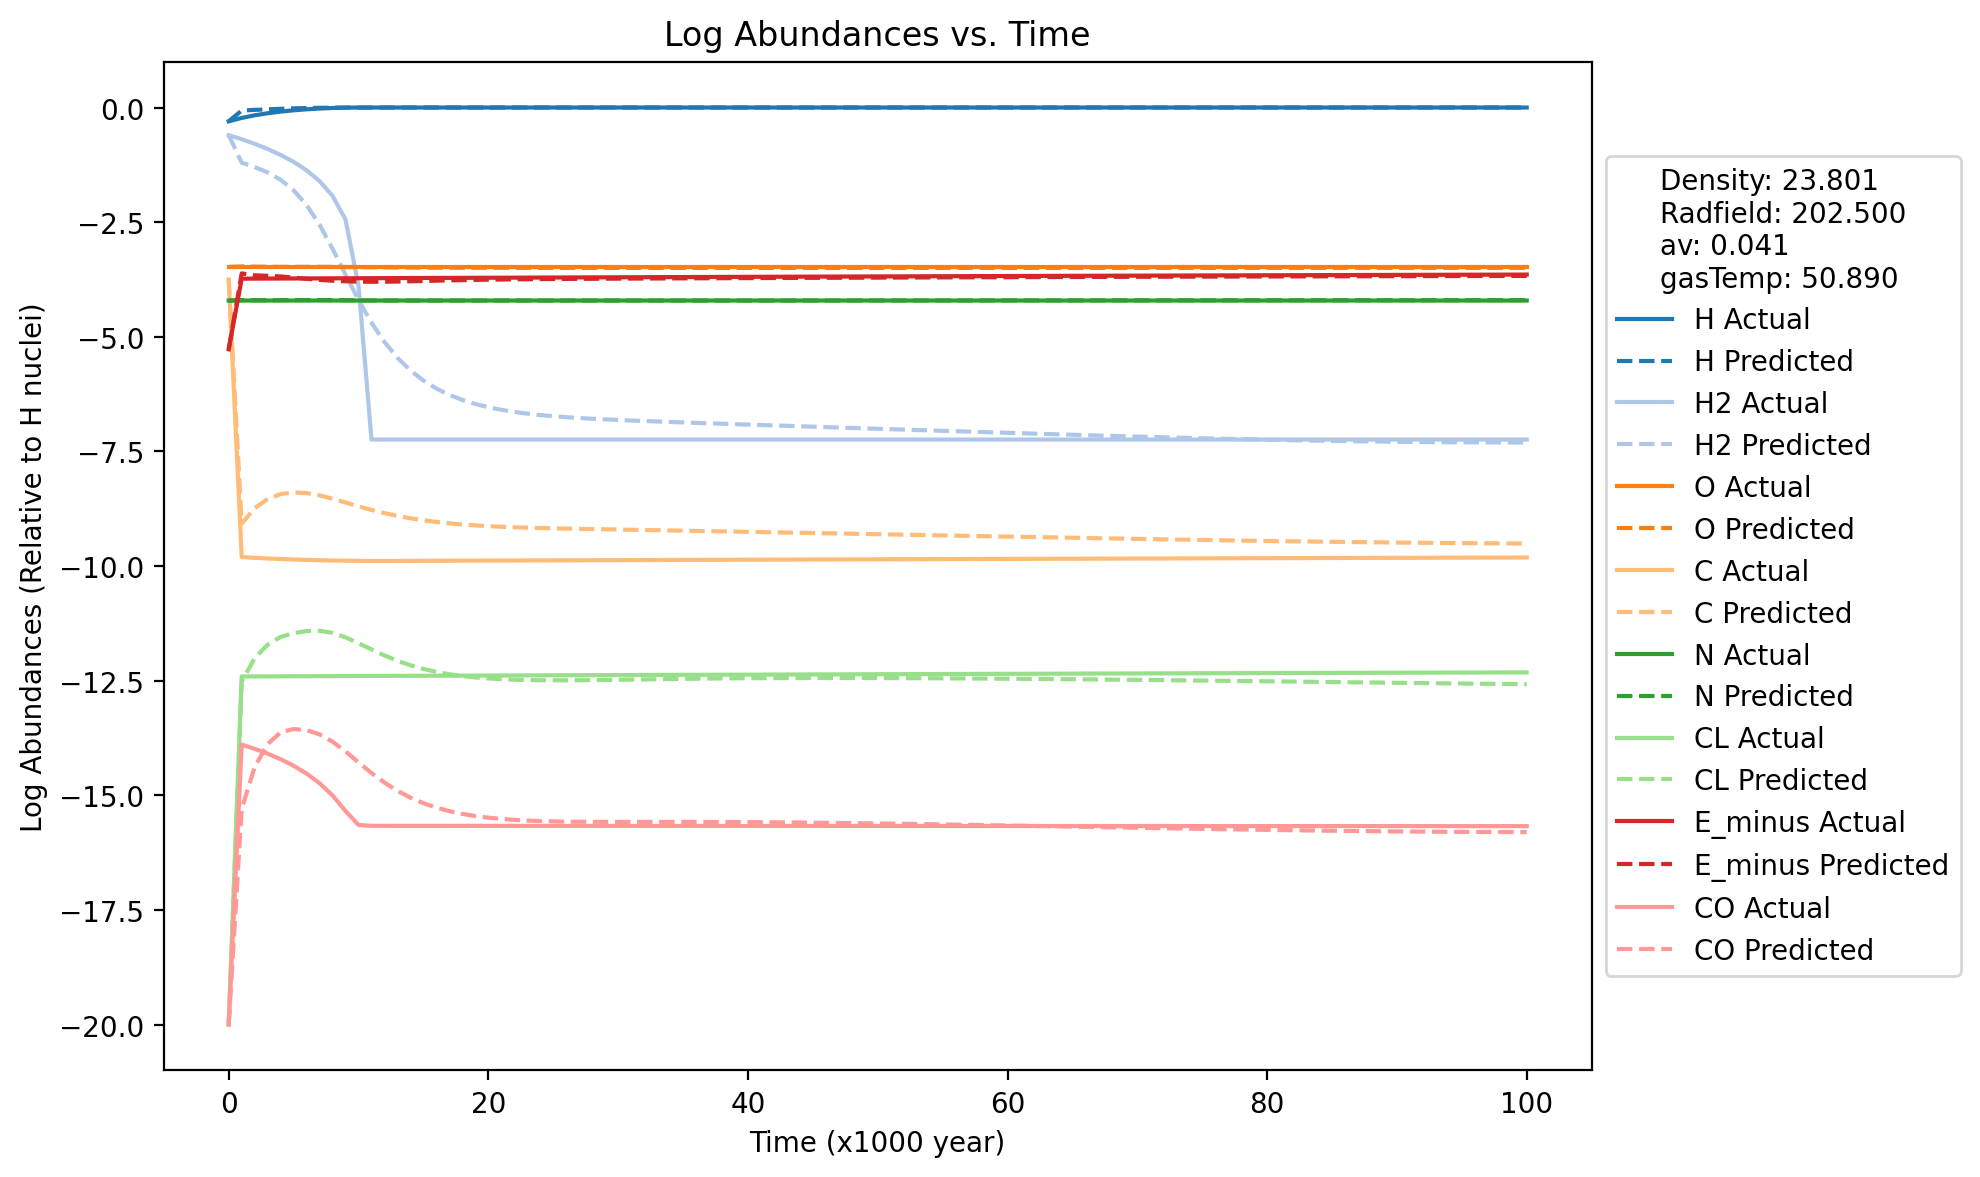 Log Abundances vs. Time
Log Abundances (Relative to H nuclei)
0.0
−2.5
−5.0
−7.5
−10.0
−12.5
−15.0
−17.5
−20.0
0
20
40
60
80
100
Time (x1000 year)
Density: 23.801
Radfield: 202.500
av: 0.041
gasTemp: 50.890
H Actual
H Predicted
H2 Actual
H2 Predicted
O Actual
O Predicted
C Actual
C Predicted
N Actual
N Predicted
CL Actual
CL Predicted
E_minus Actual
E_minus Predicted
CO Actual
CO Predicted